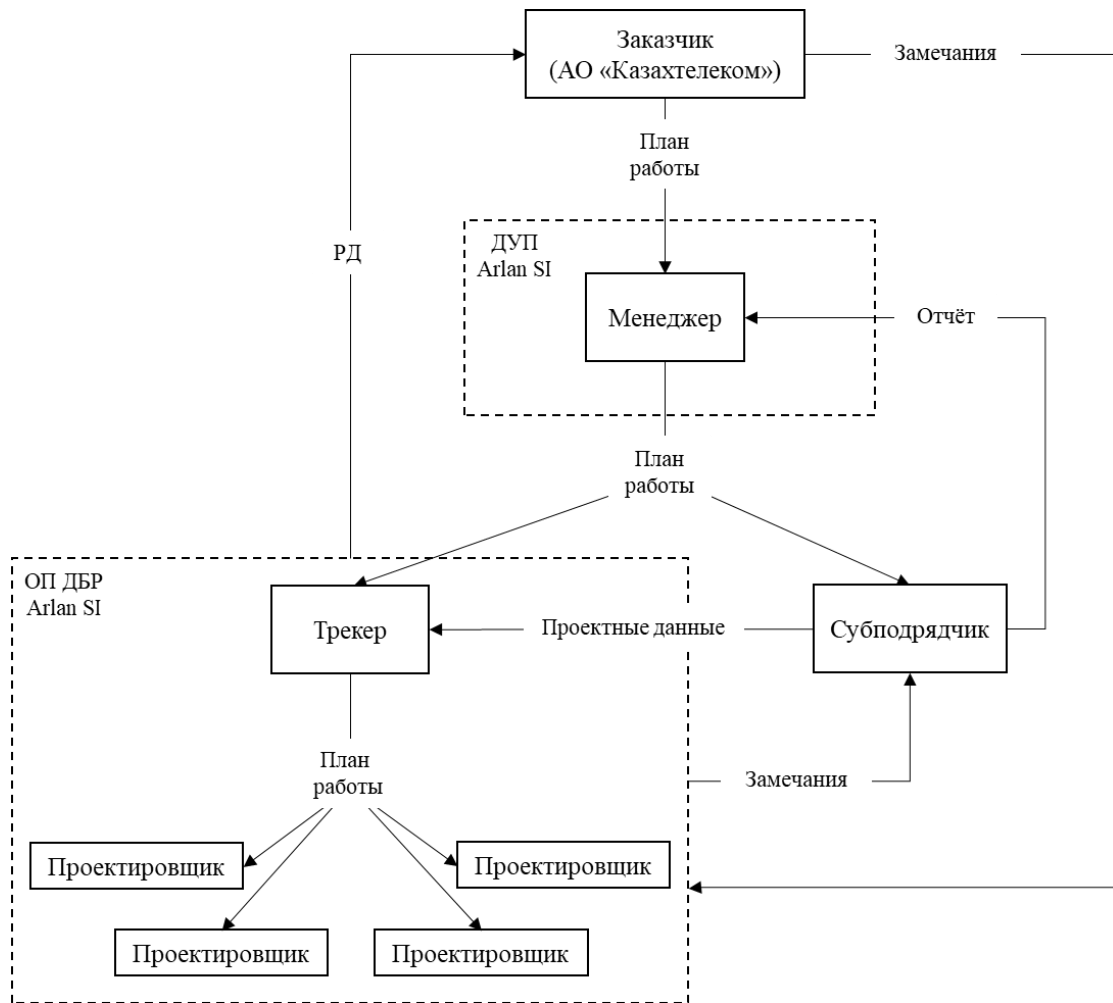 Заказчик
(АО «Казахтелеком»)
Замечания
План
работы
РД
ДУП
Arlan SI
Менеджер
Отчёт
План
работы
ОП ДБР
Arlan SI
Трекер
Проектные данные
Субподрядчик
План
работы
Замечания
Проектировщик
Проектировщик
Проектировщик
Проектировщик